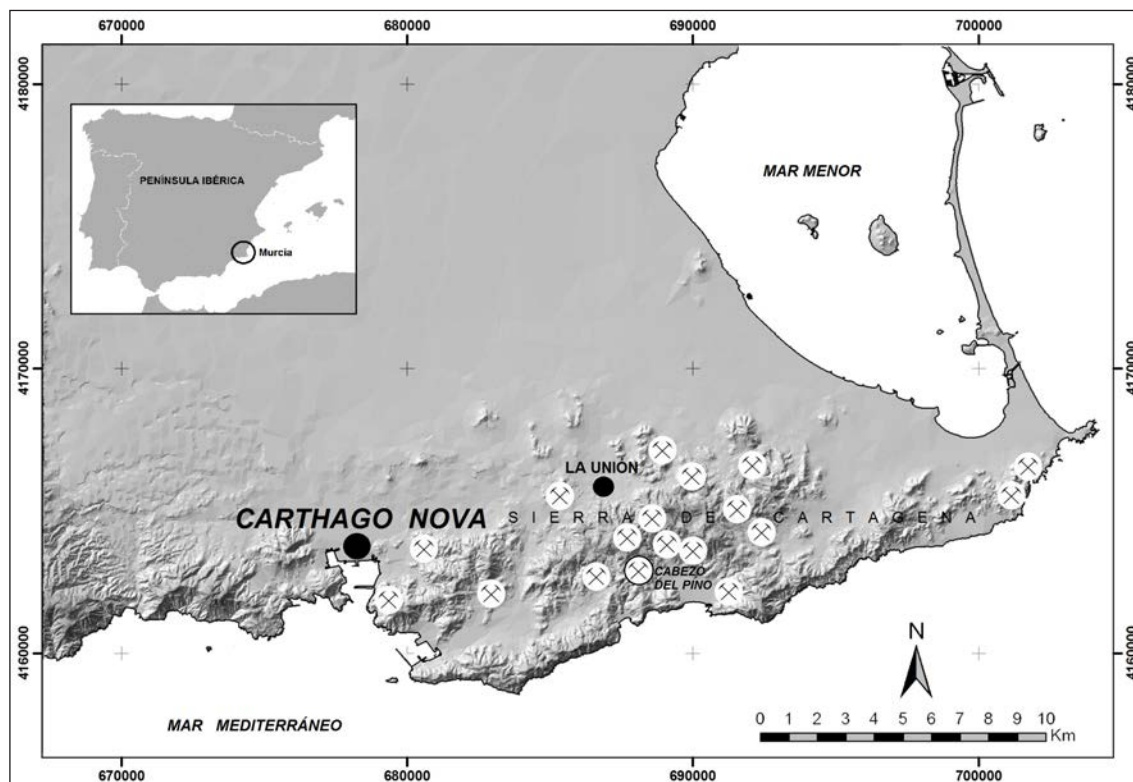 670000 680000 690000 700000
4180000 4180000
PENÍNSULA IBÉRICA
Murcia
MAR MENOR
4170000 4170000
LA UNIÓN
CARTHAGO NOVA
SIERRA DE CARTAGENA
CABEZO
DEL PINO
4160000 4160000
N
MAR MEDITERRÁNEO
0 1 2 3 4 5 6 7 8 9 10
Km
670000 680000 690000 700000